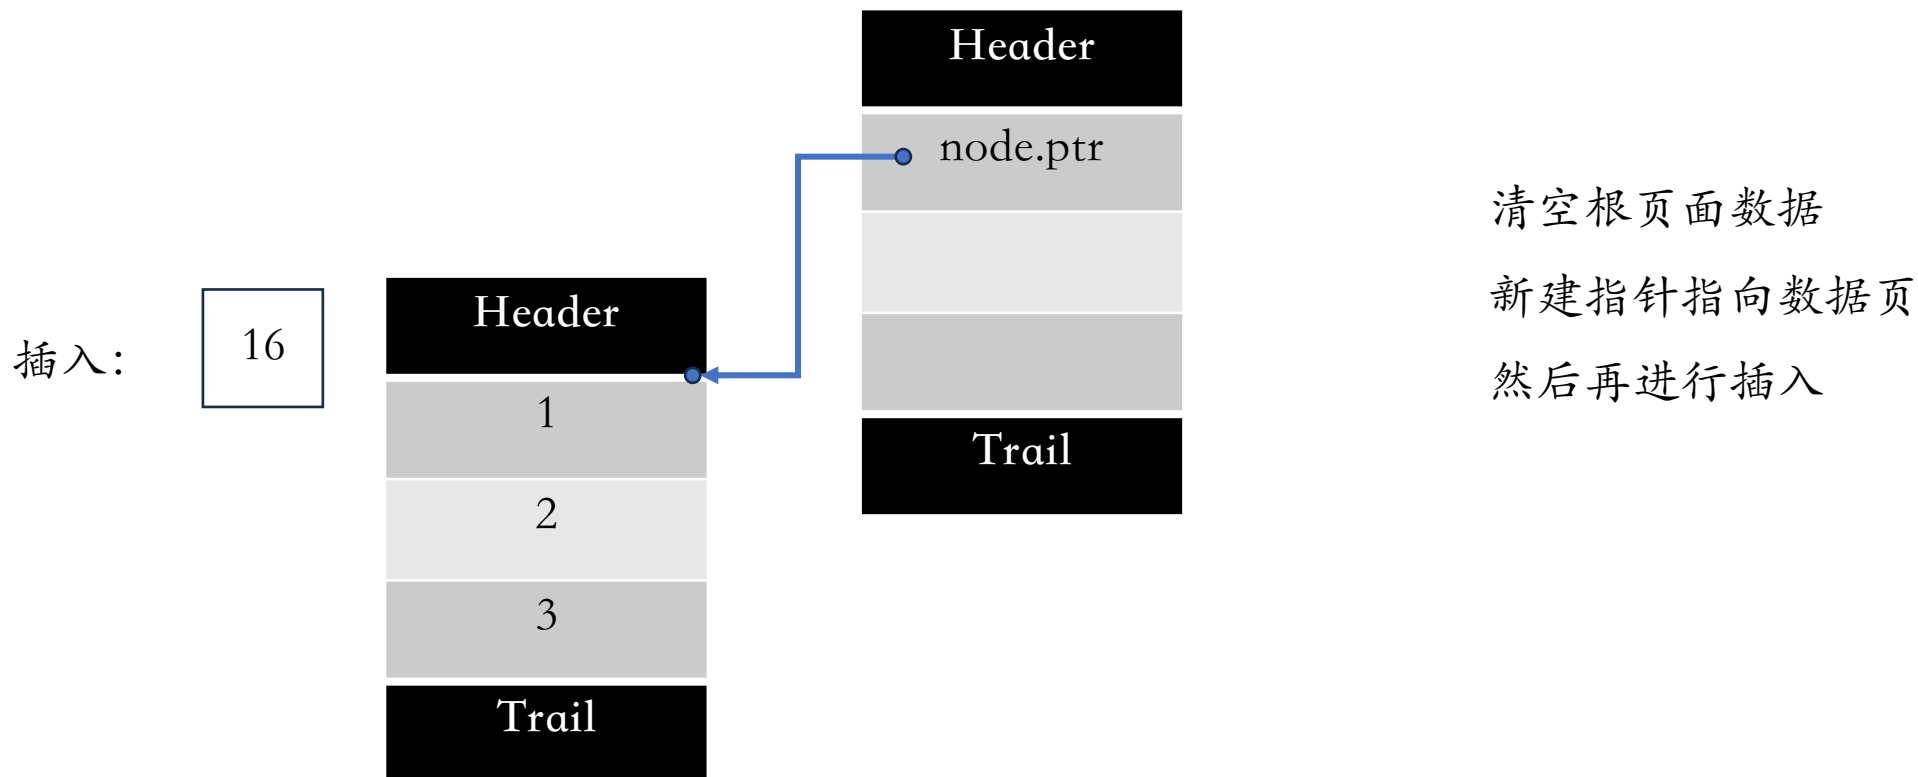 Header
node.ptr
Trail
插入：
16
Header
1
2
3
Trail
清空根页面数据
新建指针指向数据页
然后再进行插入